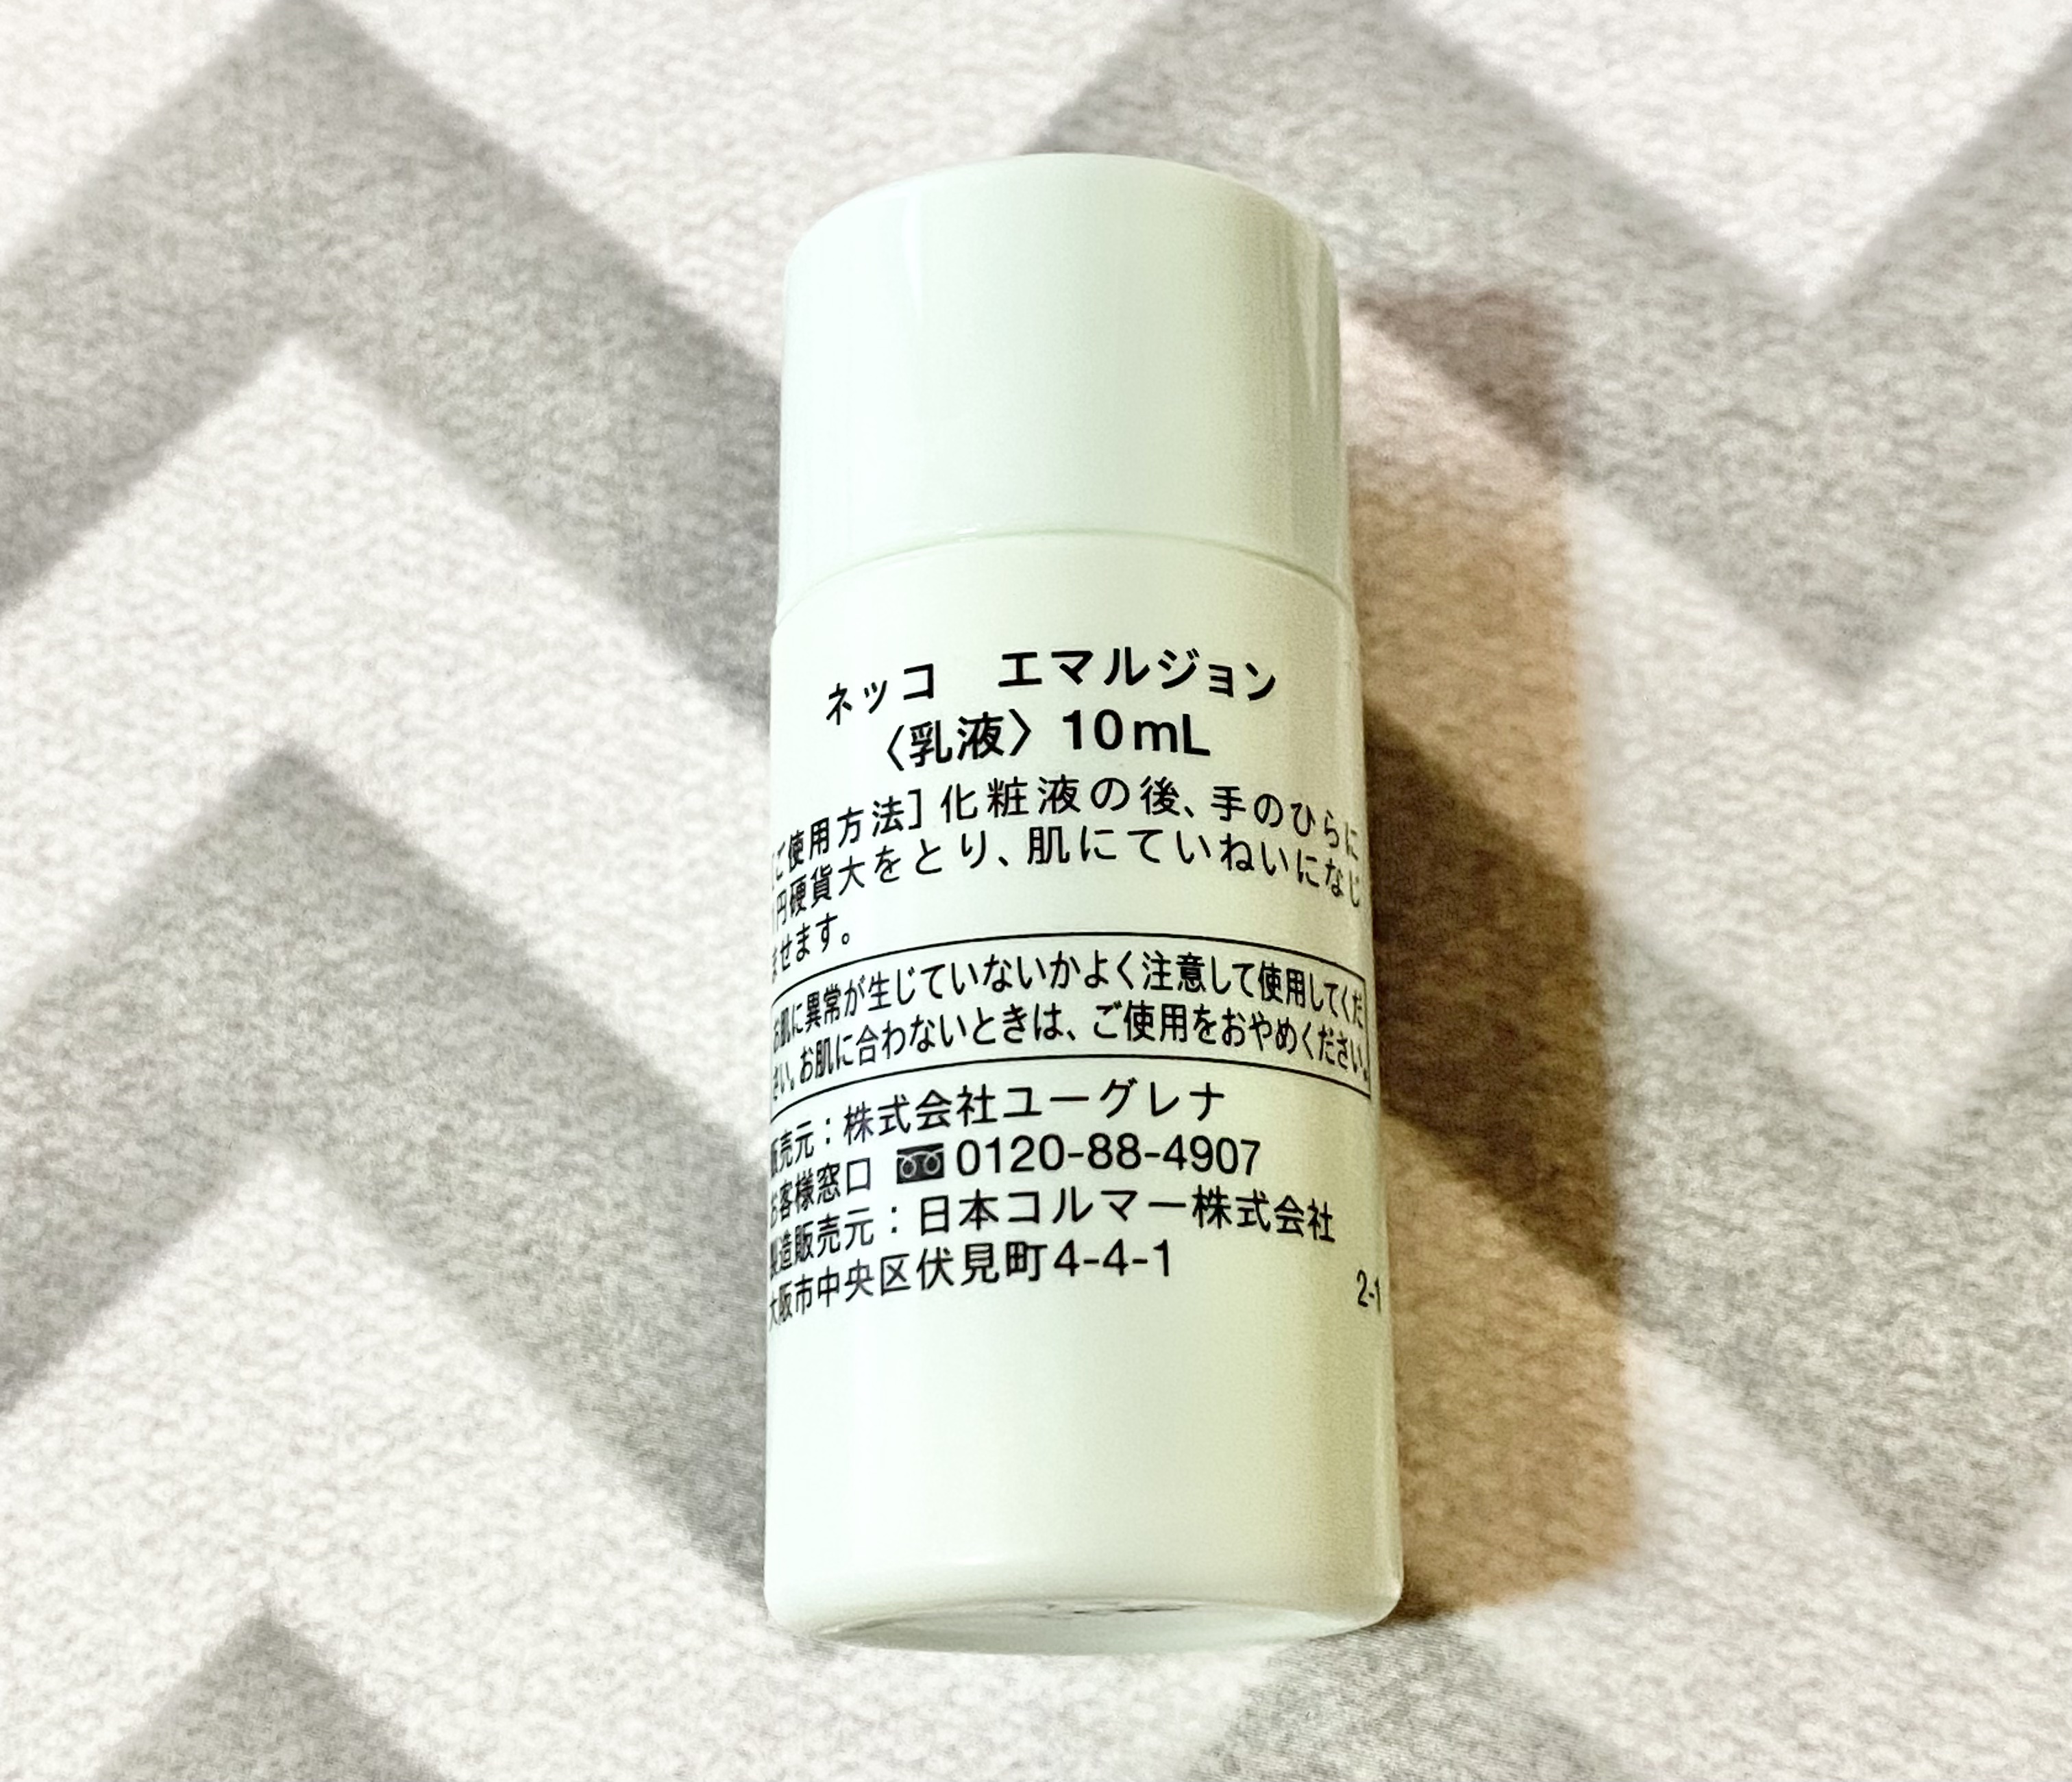 ネッコ　エマルジョン
〈乳液〉10mL
［ご使用方法］化粧液の後、手のひらに
1円硬貨大をとり、肌にていねいになじ
ませます。
お肌に異常が生じていないかよく注意して使用してくだ
さい。お肌に合わないときは、ご使用をおやめください。
販売元：株式会社ユーグレナ
お客様窓口 0120-88-4907
製造販売元：日本コルマー株式会社
大阪市中央区伏見町4-4-1
2-1